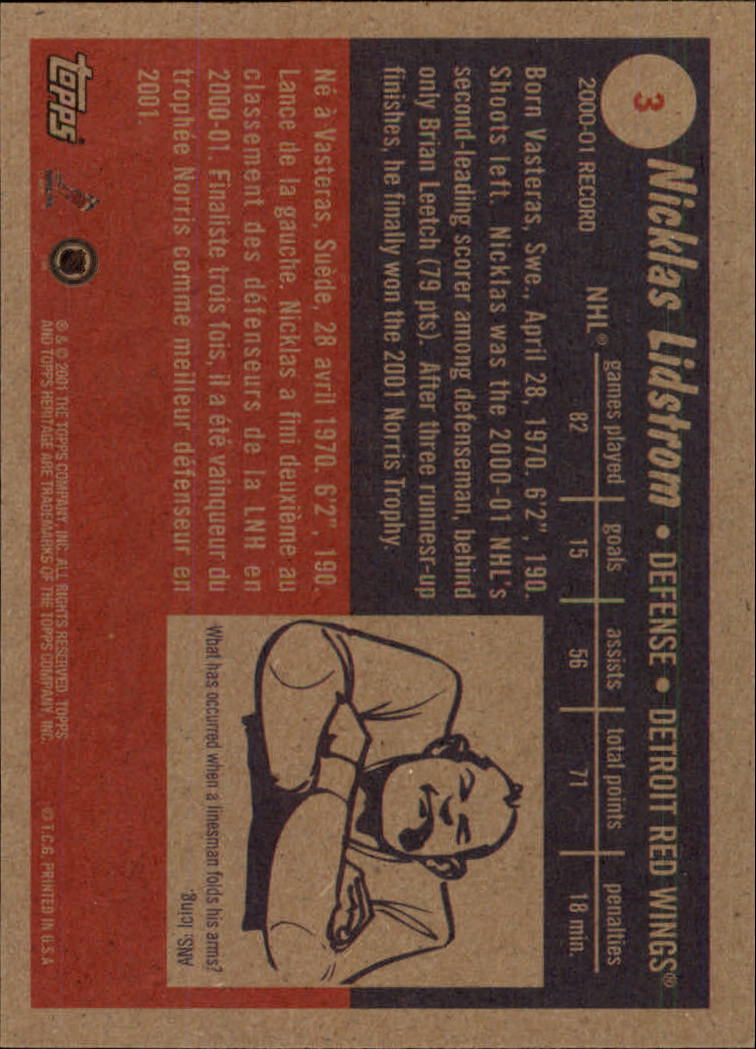 3
Nicklas Lidstrom • DEFENSE • DETROIT RED WINGS®
2000-01 RECORD
games played goals assists total points penalties
NHL® 82 15 56 71 18 min.
Born Vasteras, Swe., April 28, 1970. 6'2", 190.
Shoots left. Nicklas was the 2000-01 NHL's
second-leading scorer among defenseman, behind
only Brian Leetch (79 pts). After three runnesr-up
finishes, he finally won the 2001 Norris Trophy.
Né à Vasteras, Suède, 28 avril 1970. 6'2", 190.
Lance de la gauche. Nicklas a fini deuxième au
classement des défenseurs de la LNH en
2000-01. Finaliste trois fois, il a été vainqueur du
trophée Norris comme meilleur défenseur en
2001.
What has occurred when a linesman folds his arms?
ANS: Icing.
topps
® & © 2001 THE TOPPS COMPANY, INC. ALL RIGHTS RESERVED. TOPPS
AND TOPPS HERITAGE ARE TRADEMARKS OF THE TOPPS COMPANY, INC.
© T.C.G. PRINTED IN U.S.A